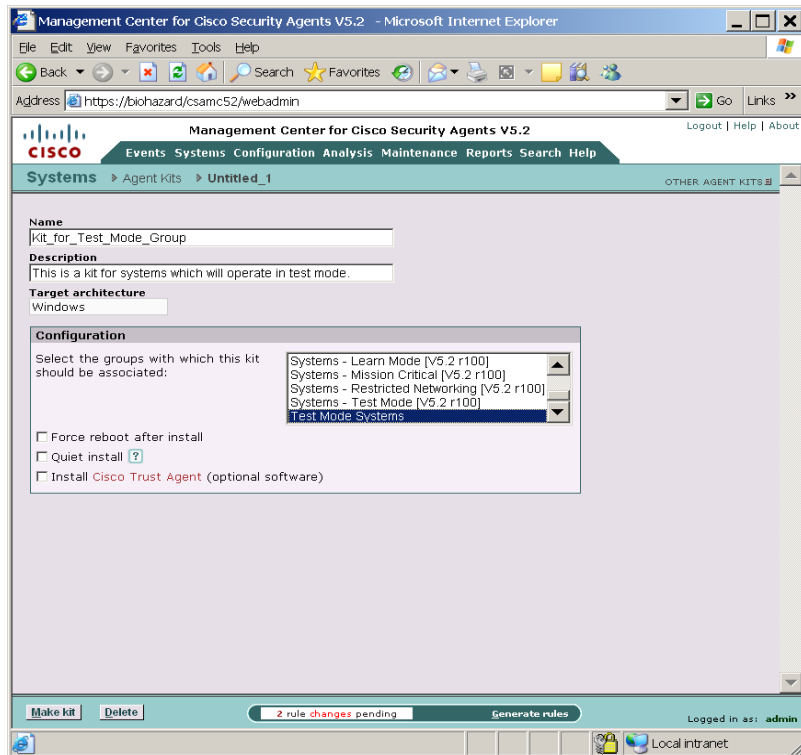 Management Center for Cisco Security Agents V5.2 - Microsoft Internet Explorer
File Edit View Favorites Tools Help
Back Search Favorites
Address https://biohazard/csamc52/webadmin Go Links »
Management Center for Cisco Security Agents V5.2 Logout | Help | About
CISCO Events Systems Configuration Analysis Maintenance Reports Search Help
Systems Agent Kits Untitled_1 OTHER AGENT KITS
Name
Kit_for_Test_Mode_Group
Description
This is a kit for systems which will operate in test mode.
Target architecture
Windows
Configuration
Select the groups with which this kit
should be associated:
Systems - Learn Mode [V5.2 r100]
Systems - Mission Critical [V5.2 r100]
Systems - Restricted Networking [V5.2 r100]
Systems - Test Mode [V5.2 r100]
Test Mode Systems
Force reboot after install
Quiet install ?
Install Cisco Trust Agent (optional software)
Make kit Delete 2 rule changes pending Generate rules Logged in as: admin
Local intranet